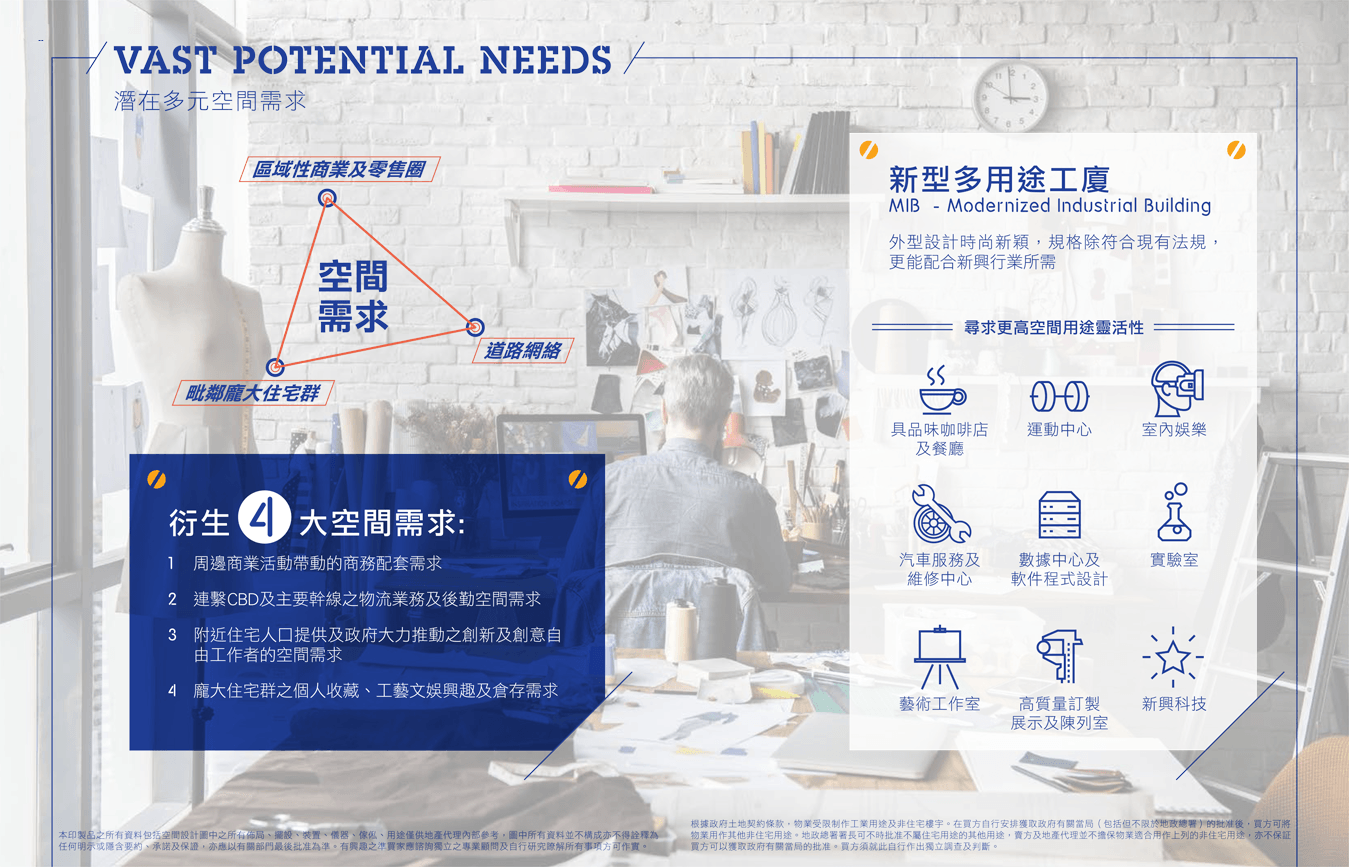 VAST POTENTIAL NEEDS
潛在多元空間需求
區域性商業及零售圈
空間
需求
道路網絡
毗鄰龐大住宅群
衍生4大空間需求:
1 周邊商業活動帶動的商務配套需求
2 連繫CBD及主要幹線之物流業務及後勤空間需求
3 附近住宅人口提供及政府大力推動之創新及創意自
由工作者的空間需求
4 龐大住宅群之個人收藏、工藝文娛興趣及倉存需求
新型多用途工廈
MIB - Modernized Industrial Building
外型設計時尚新穎，規格除符合現有法規，
更能配合新興行業所需
尋求更高空間用途靈活性
具品味咖啡店
及餐廳
運動中心
室內娛樂
汽車服務及
維修中心
數據中心及
軟件程式設計
實驗室
藝術工作室
高質量訂製
展示及陳列室
新興科技
本印製品之所有資料包括空間設計圖中之所有佈局、間設、裝置、儀器、傢俬、用途僅供地產代理內部參考，圖中所有資料並不構成亦不得詮釋為
任何明示或隱含要約、承諾及保證，亦應以有關部門最後批准為準。有興趣之準買家應諮詢獨立之專業顧問及自行研究瞭解所有事項方可作實。
根據政府土地契約條款，物業受限制作工業用途及非住宅樓宇。在買方自行安排獲取政府有關當局（包括但不限於地政總署）的批准後，買方可將
物業用作其他非住宅用途。地政總署署長可不時批准不屬住宅用途的其他用途，賣方及地產代理並不擔保物業適合用作上列的非住宅用途，亦不保証
買方可以獲取政府有關當局的批准。買方須就此自行作出獨立調查及判斷。